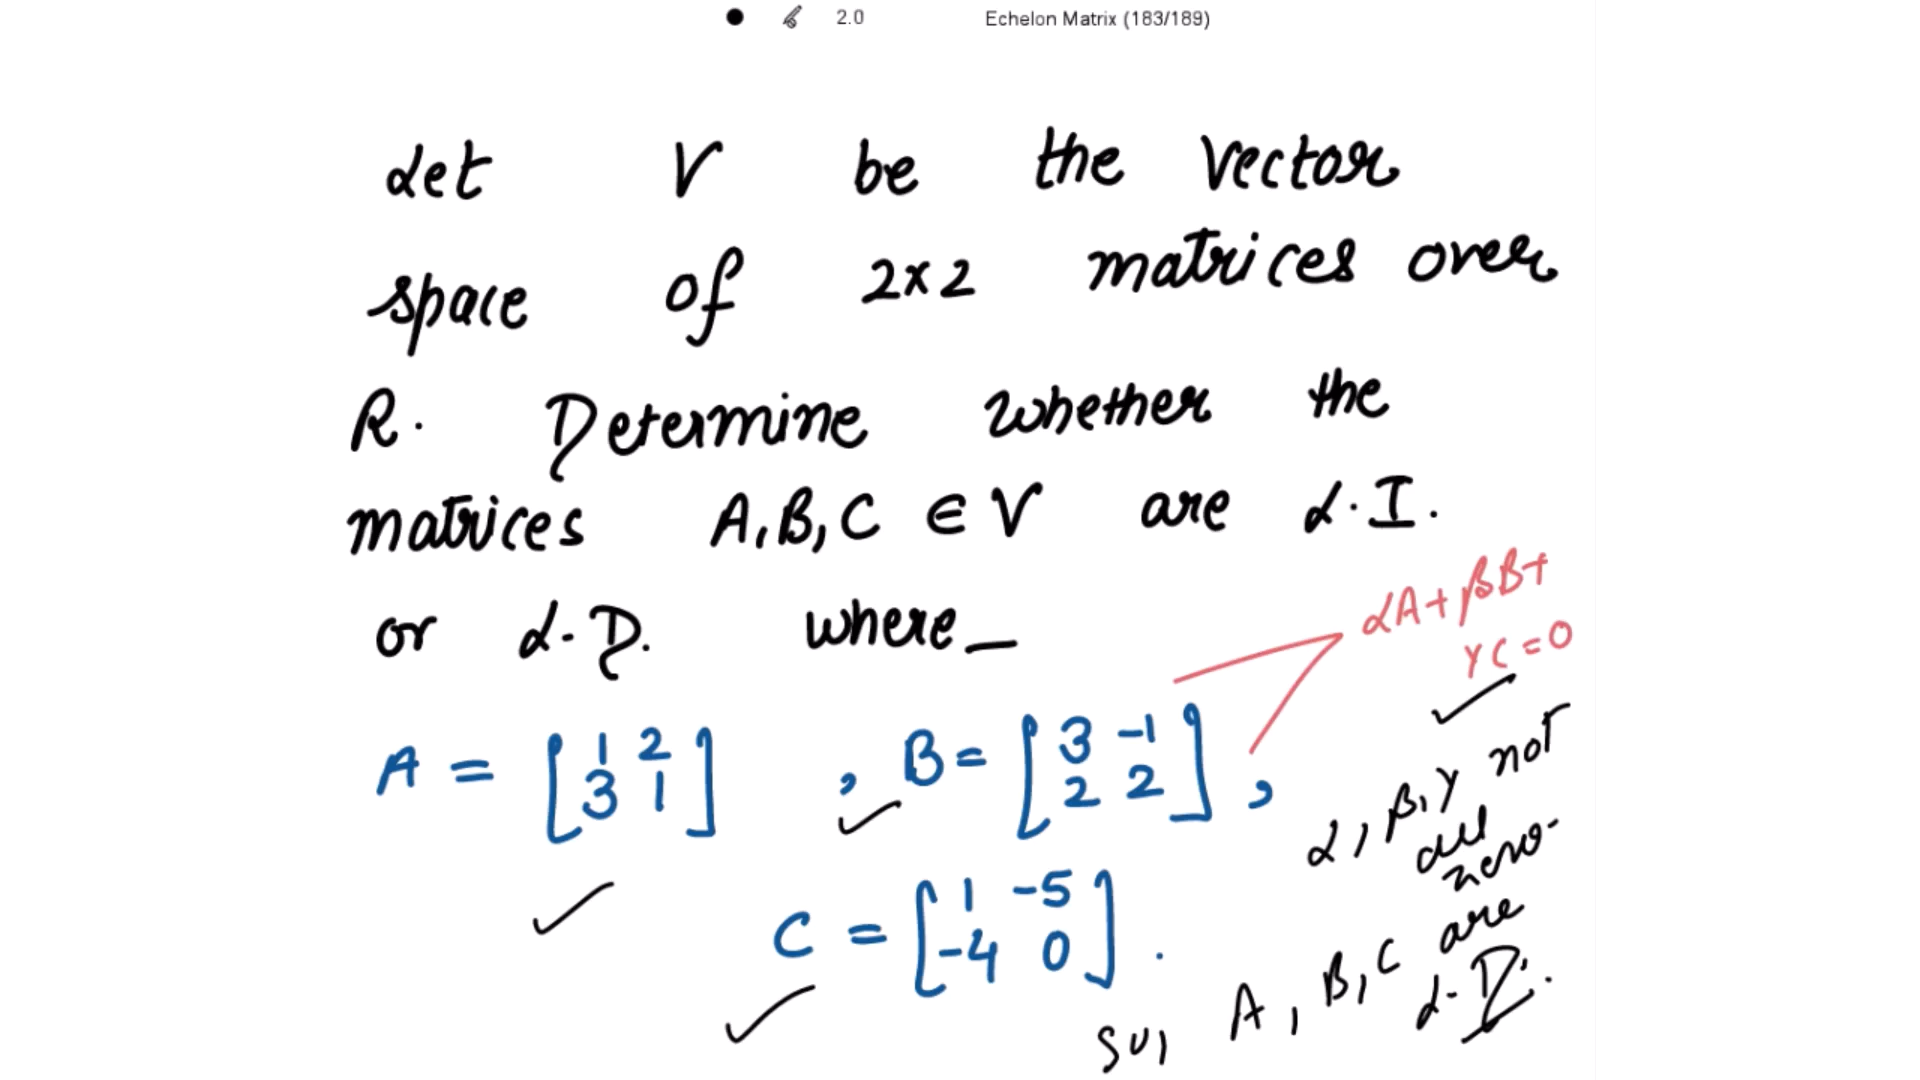 2.0 Echelon Matrix (183/189)
Let V be the vector
space of 2x2 matrices over
R. Determine whether the
matrices A, B, C ∈ V are L.I.
or L.D. where_
αA+βB+
γC=0
A = [1 2
3 1] , B = [3 -1
2 2] ,
α, β, γ not
all
zero.
C = [1 -5
-4 0] .
so, A, B, C are
L.D.